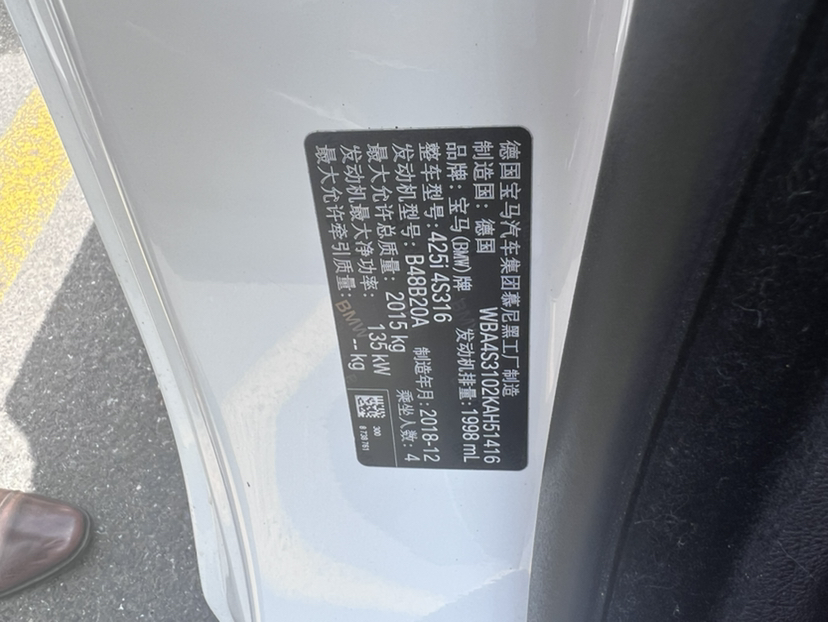 德国宝马汽车集团慕尼黑工厂制造
制造国：德国 WBA4S3102KAH51416
品牌：宝马(BMW)牌 发动机排量：1998 mL
整车型号：425i 4S316 制造年月：2018-12
发动机型号：B48B20A 乘坐人数：4
最大允许总质量：2015 kg
发动机最大净功率：135 kW
最大允许牵引质量：-- kg
BMW
300